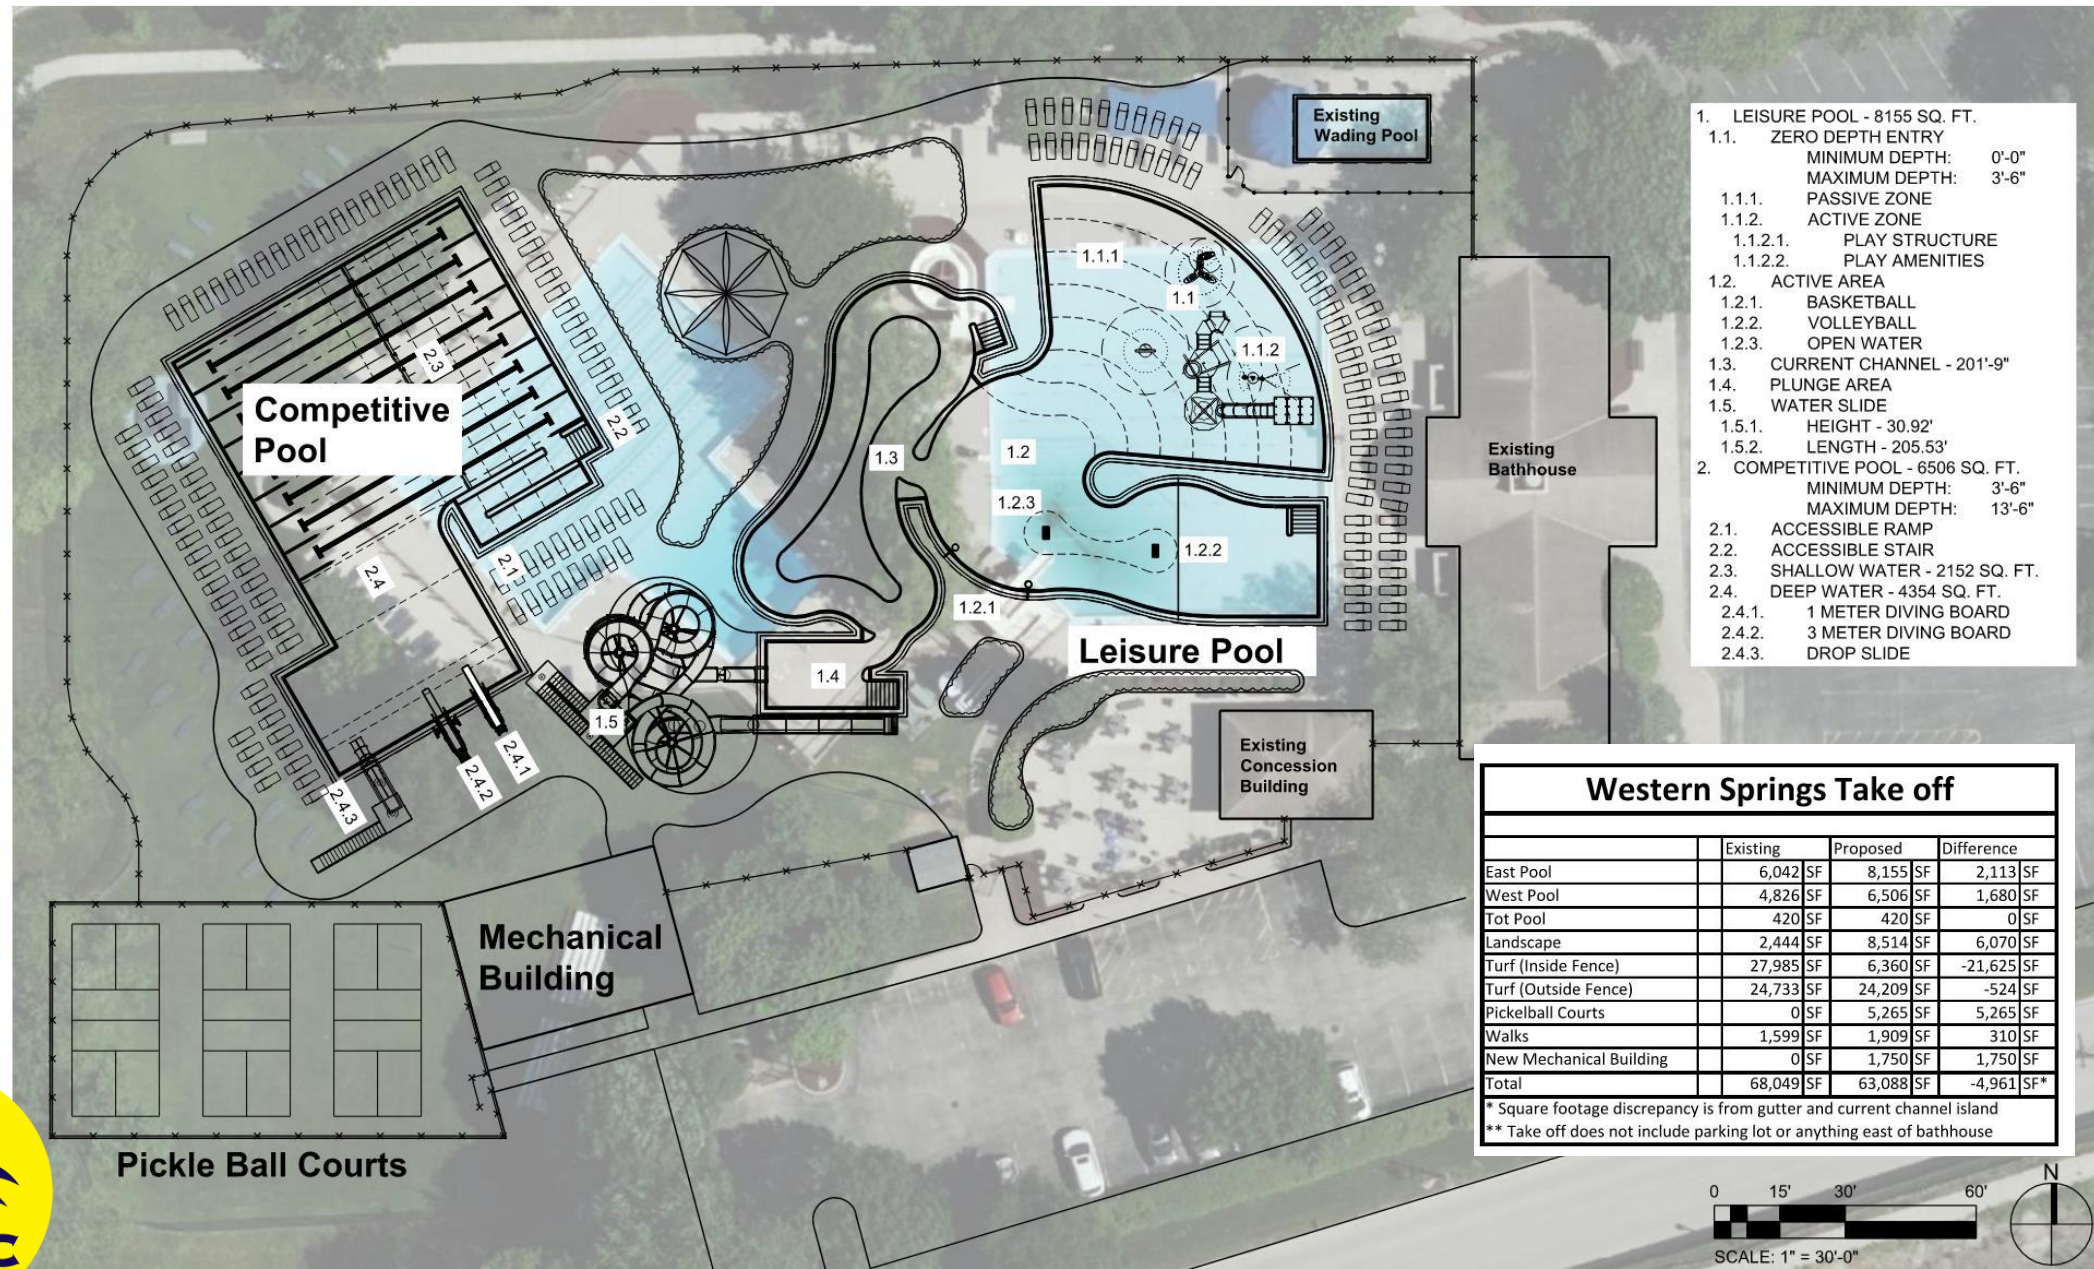 Existing
Wading Pool
1.1.1
1.1
1.1.2
2.3
Competitive
Pool
2.2
1.3
1.2
Existing
Bathhouse
1.2.3
1.2.2
2.4
2.1
1.2.1
Leisure Pool
1.4
1.5
2.4.1
2.4.2
2.4.3
Existing
Concession
Building
Mechanical
Building
Pickle Ball Courts
1. LEISURE POOL - 8155 SQ. FT.
1.1. ZERO DEPTH ENTRY
MINIMUM DEPTH: 0'-0"
MAXIMUM DEPTH: 3'-6"
1.1.1. PASSIVE ZONE
1.1.2. ACTIVE ZONE
1.1.2.1. PLAY STRUCTURE
1.1.2.2. PLAY AMENITIES
1.2. ACTIVE AREA
1.2.1. BASKETBALL
1.2.2. VOLLEYBALL
1.2.3. OPEN WATER
1.3. CURRENT CHANNEL - 201'-9"
1.4. PLUNGE AREA
1.5. WATER SLIDE
1.5.1. HEIGHT - 30.92'
1.5.2. LENGTH - 205.53'
2. COMPETITIVE POOL - 6506 SQ. FT.
MINIMUM DEPTH: 3'-6"
MAXIMUM DEPTH: 13'-6"
2.1. ACCESSIBLE RAMP
2.2. ACCESSIBLE STAIR
2.3. SHALLOW WATER - 2152 SQ. FT.
2.4. DEEP WATER - 4354 SQ. FT.
2.4.1. 1 METER DIVING BOARD
2.4.2. 3 METER DIVING BOARD
2.4.3. DROP SLIDE
Western Springs Take off
Existing Proposed Difference
East Pool 6,042 SF 8,155 SF 2,113 SF
West Pool 4,826 SF 6,506 SF 1,680 SF
Tot Pool 420 SF 420 SF 0 SF
Landscape 2,444 SF 8,514 SF 6,070 SF
Turf (Inside Fence) 27,985 SF 6,360 SF -21,625 SF
Turf (Outside Fence) 24,733 SF 24,209 SF -524 SF
Pickelball Courts 0 SF 5,265 SF 5,265 SF
Walks 1,599 SF 1,909 SF 310 SF
New Mechanical Building 0 SF 1,750 SF 1,750 SF
Total 68,049 SF 63,088 SF -4,961 SF*
* Square footage discrepancy is from gutter and current channel island
** Take off does not include parking lot or anything east of bathhouse
0 15' 30' 60'
SCALE: 1" = 30'-0"
N